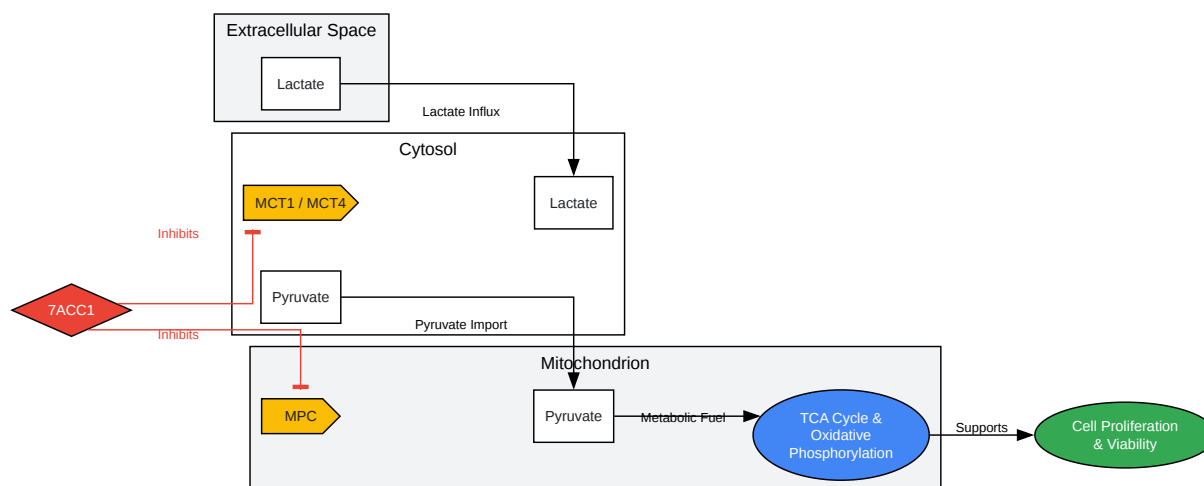 Extracellular Space
Lactate
Lactate Influx
Cytosol
MCT1 / MCT4
Lactate
Inhibits
Pyruvate
7ACC1
Pyruvate Import
Inhibits
Mitochondrion
MPC
Pyruvate
Metabolic Fuel
TCA Cycle &
Oxidative
Phosphorylation
Supports
Cell Proliferation
& Viability